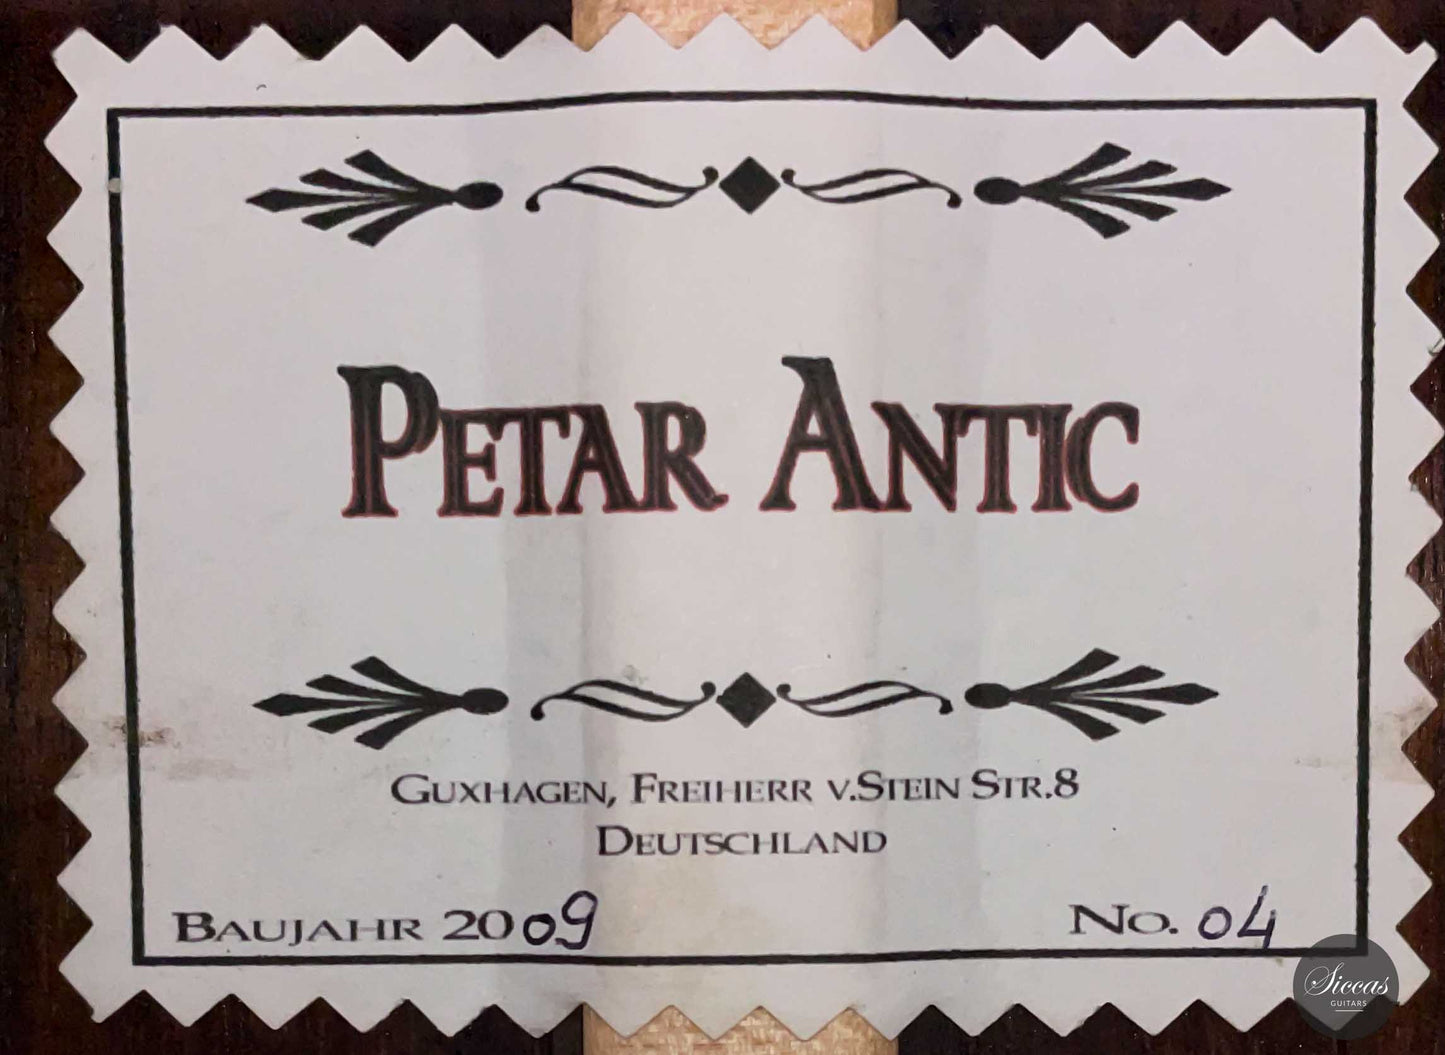 Petar Antic
Guxhagen, Freiherr v.Stein Str.8
Deutschland
Baujahr 2009
No. 04
Siccas
GUITARS